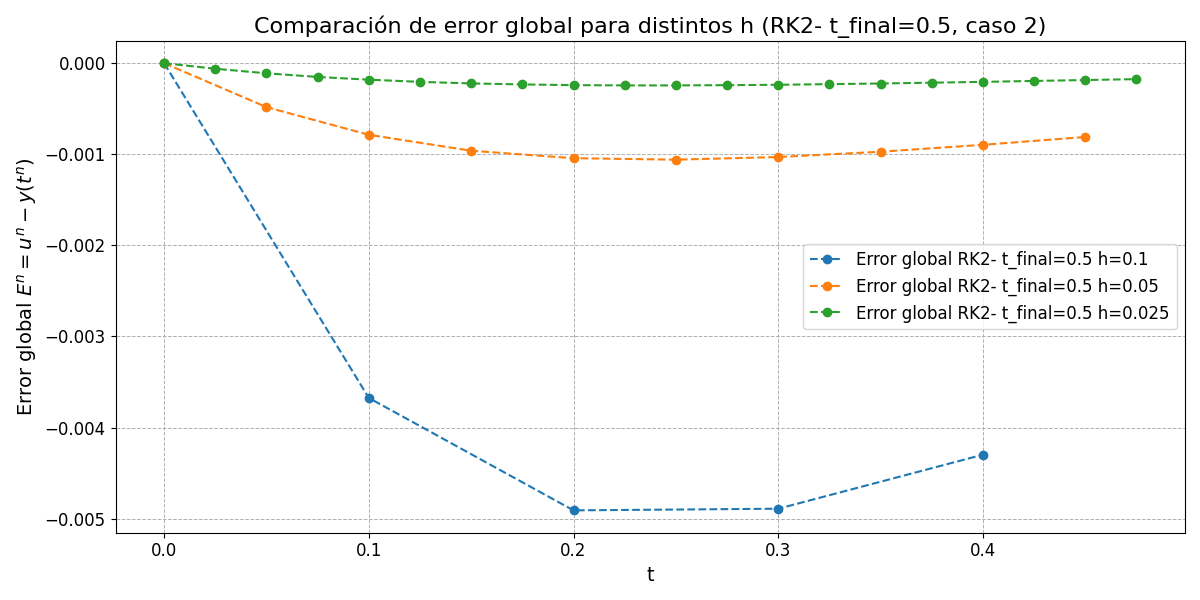 Comparación de error global para distintos h (RK2- t_final=0.5, caso 2)
Error global Eⁿ = uⁿ − y(tⁿ)
0.000
−0.001
−0.002
−0.003
−0.004
−0.005
Error global RK2- t_final=0.5 h=0.1
Error global RK2- t_final=0.5 h=0.05
Error global RK2- t_final=0.5 h=0.025
0.0 0.1 0.2 0.3 0.4
t